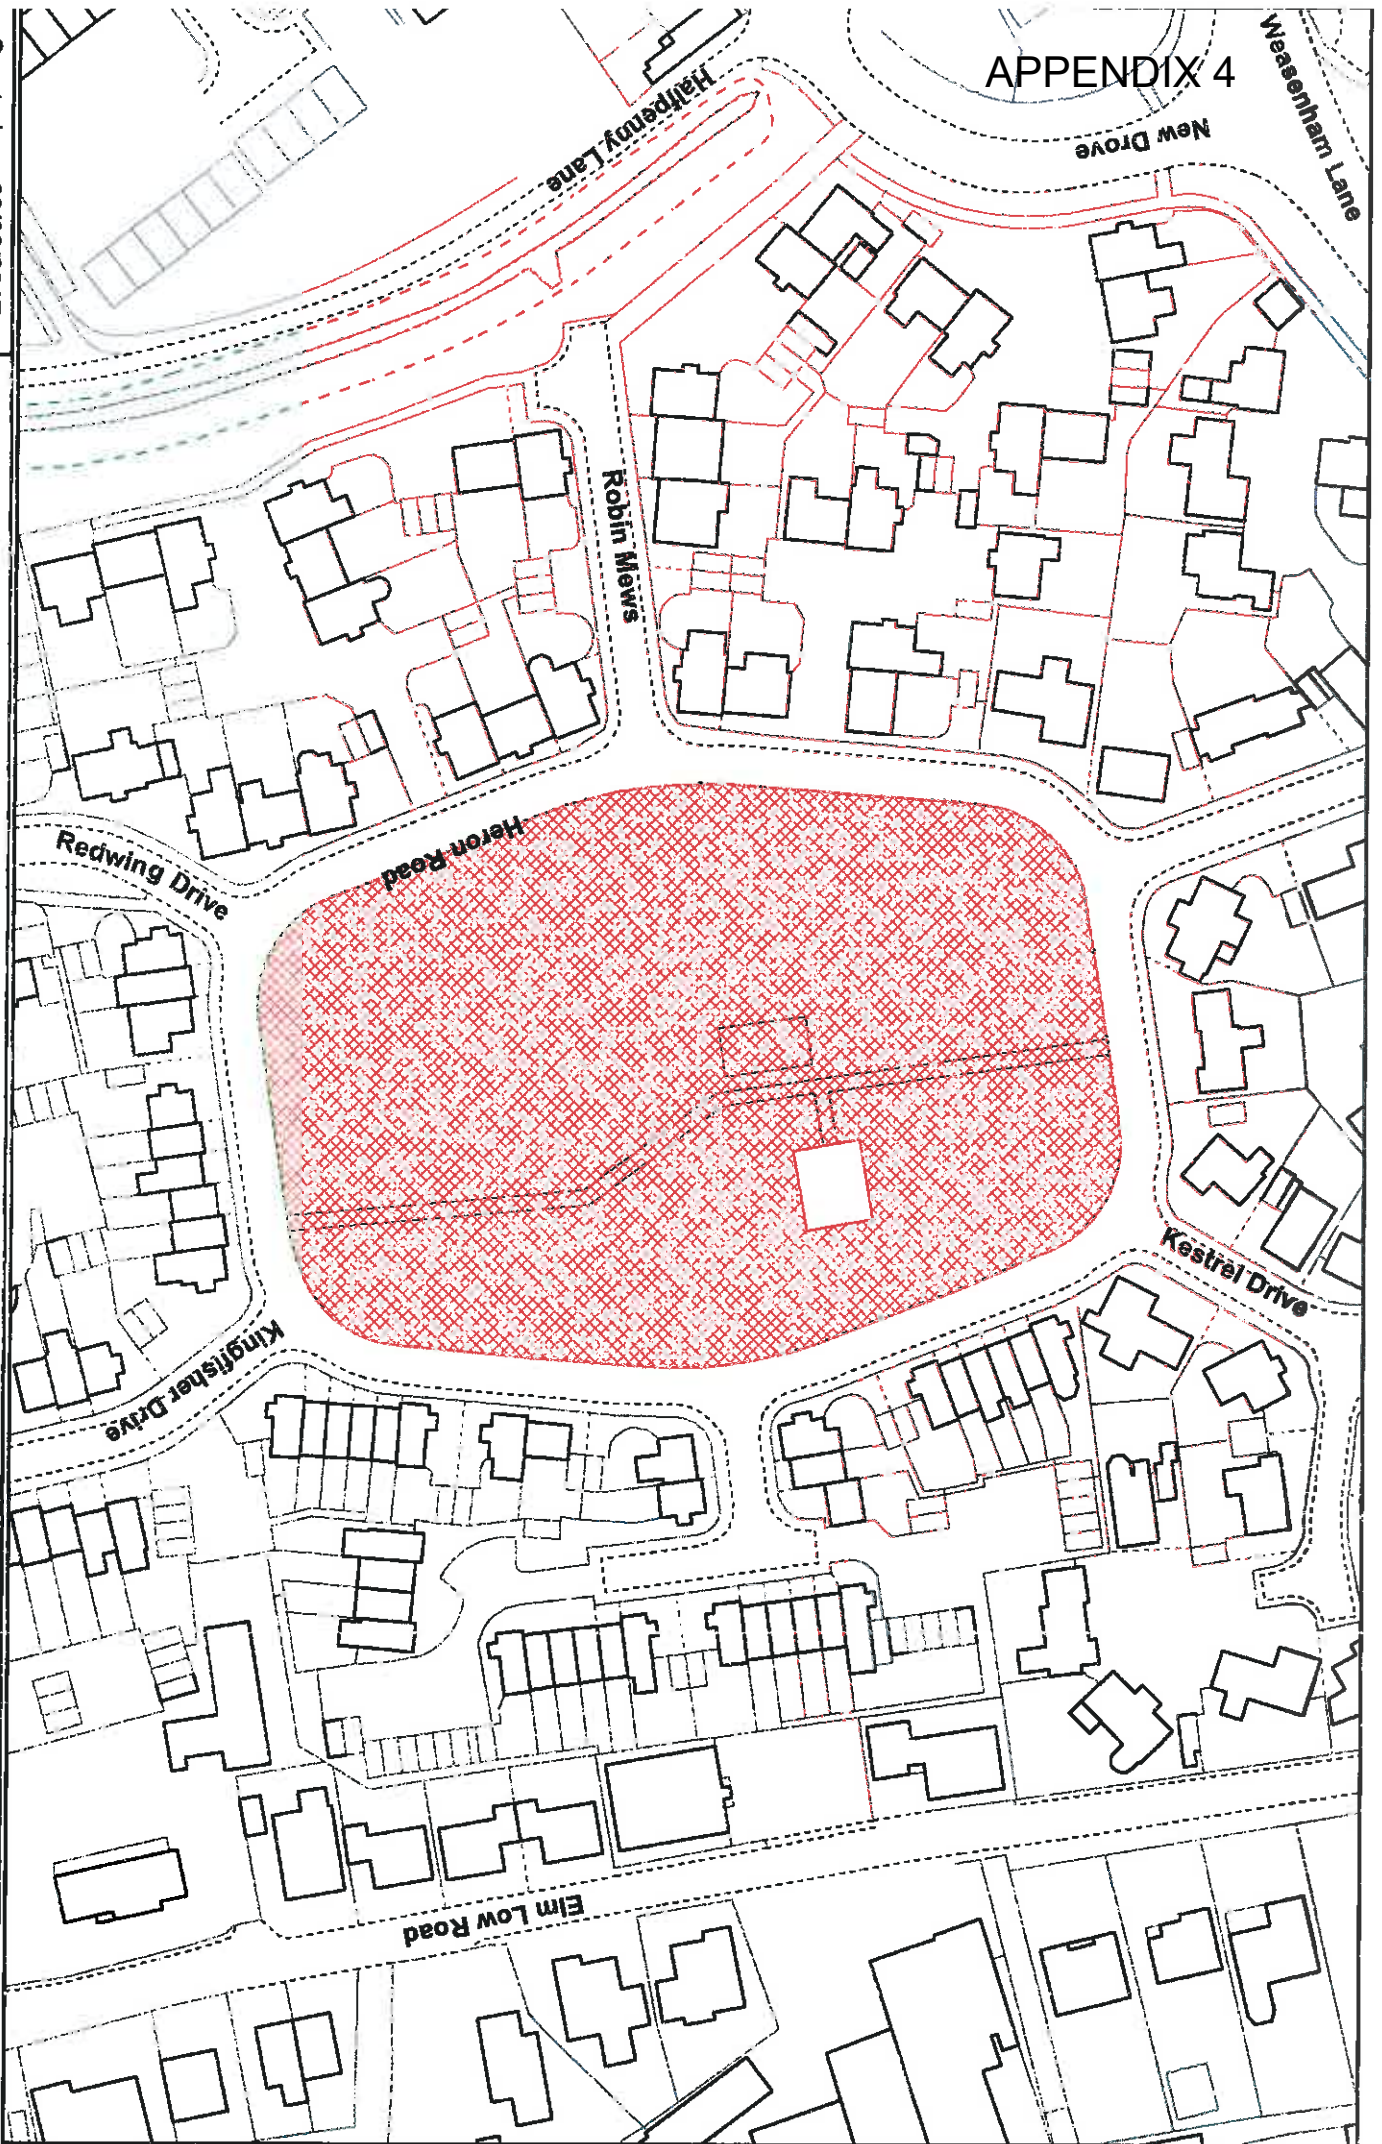 APPENDIX 4
Weasenham Lane
Halfpenny Lane
New Drove
Robin Mews
Heron Road
Redwing Drive
Kestrel Drive
Kingfisher Drive
Elm Low Road